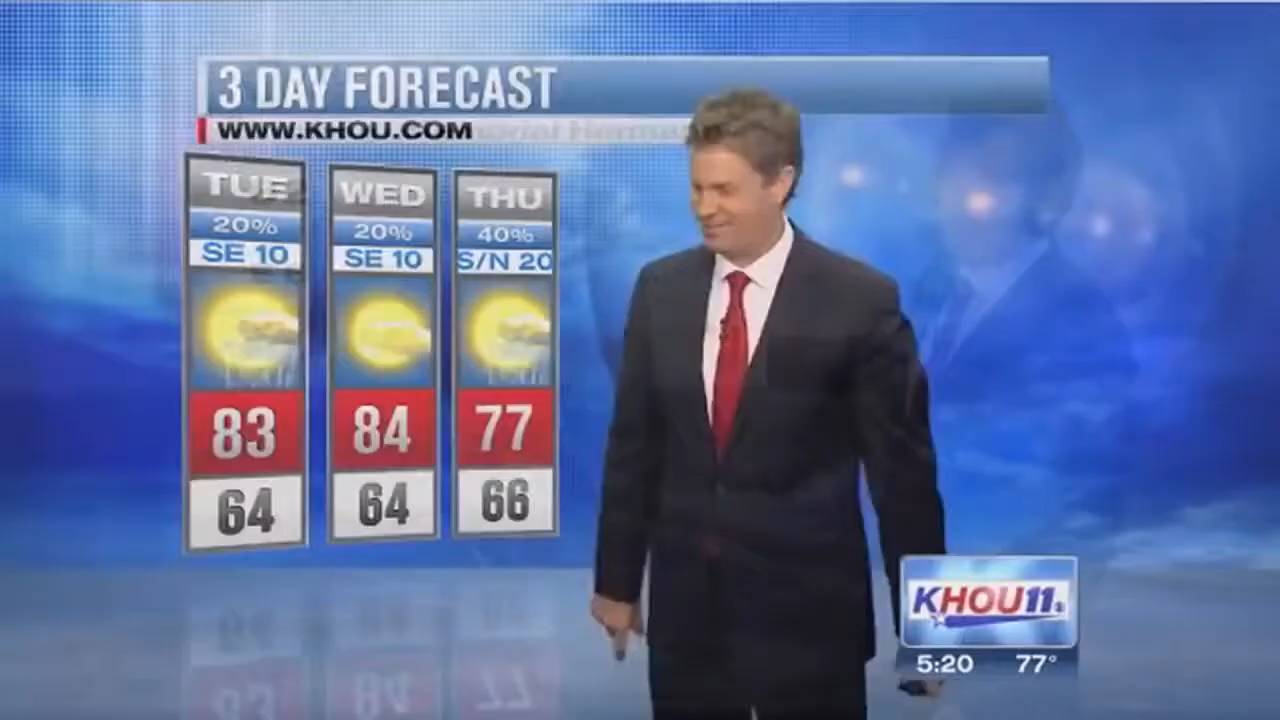 3 DAY FORECAST
WWW.KHOU.COM
TUE WED THU
20% 20% 40%
SE 10 SE 10 S/N 20
83 84 77
64 64 66
KHOU11
5:20 77°